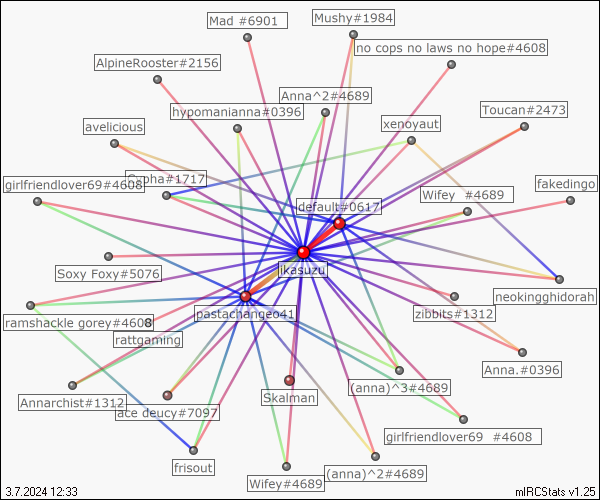 Mad #6901
Mushy#1984
no cops no laws no hope#4608
AlpineRooster#2156
Anna^2#4689
hypomanianna#0396
Toucan#2473
xenoyaut
avelicious
girlfriendlover69#4608
#1717
Wifey #4689
fakedingo
default#0617
ikasuzu
Soxy Foxy#5076
neokingghidorah
pastachangeo41
zibbits#1312
ramshackle gorey#4608
rattgaming
Anna.#0396
(anna)^3#4689
Annarchist#1312
Skalman
ace deucy#7097
girlfriendlover69 #4608
frisout
(anna)^2#4689
Wifey#4689
3.7.2024 12:33
mIRCStats v1.25